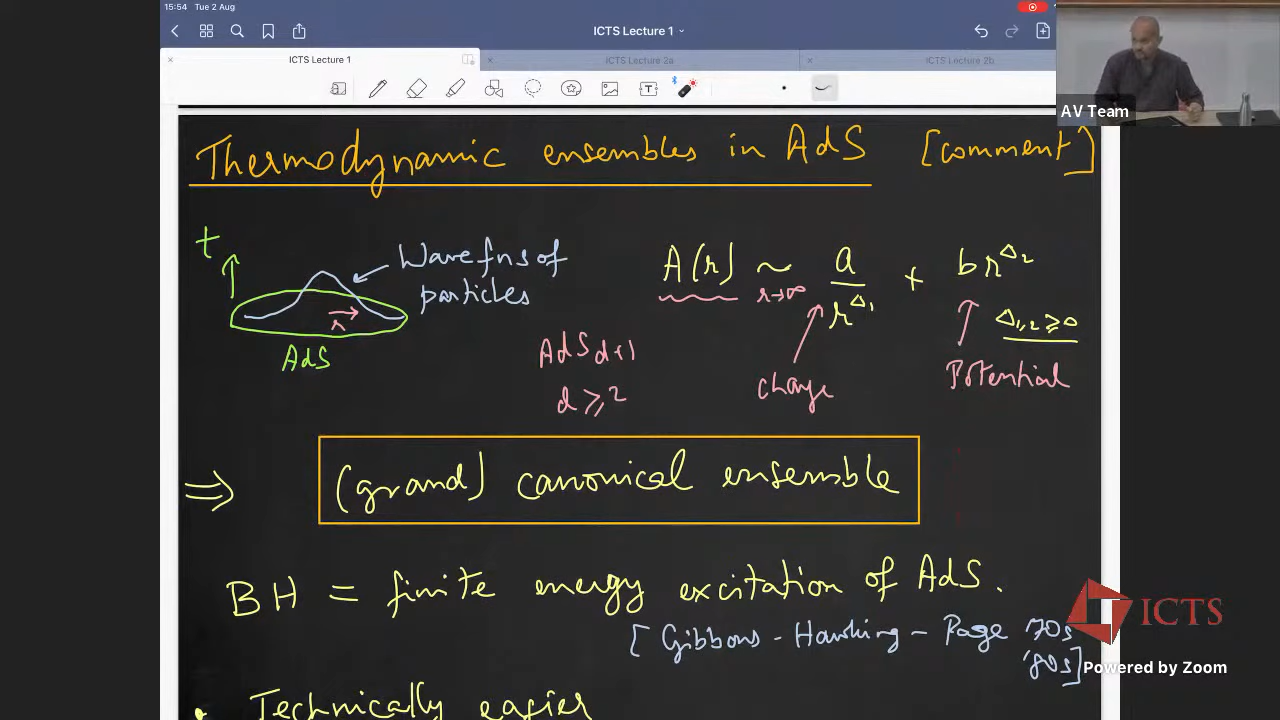 15:54 Tue 2 Aug
ICTS Lecture 1
ICTS Lecture 1
ICTS Lecture 2a
ICTS Lecture 2b
AV Team
Thermodynamic ensembles in AdS [comment]
t
Wavefns of
particles
r
AdS
A(r) ~ a/r^Δ₁ + b r^Δ₂
r→∞
Δ₁,₂ ⩾ 0
AdS d+1
d ⩾ 2
charge
Potential
⇒ (grand) canonical ensemble
BH = finite energy excitation of AdS.
[Gibbons - Hawking - Page '70s
'80s]
ICTS
Powered by Zoom
• Technically easier